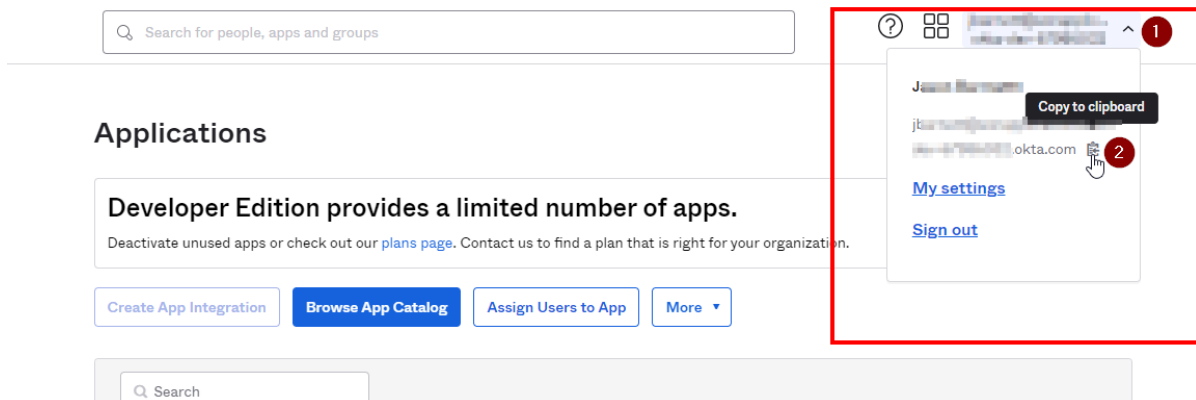 Search for people, apps and groups
1
Copy to clipboard
.okta.com
2
My settings
Sign out
Applications
Developer Edition provides a limited number of apps.
Deactivate unused apps or check out our plans page. Contact us to find a plan that is right for your organization.
Create App Integration
Browse App Catalog
Assign Users to App
More
Search